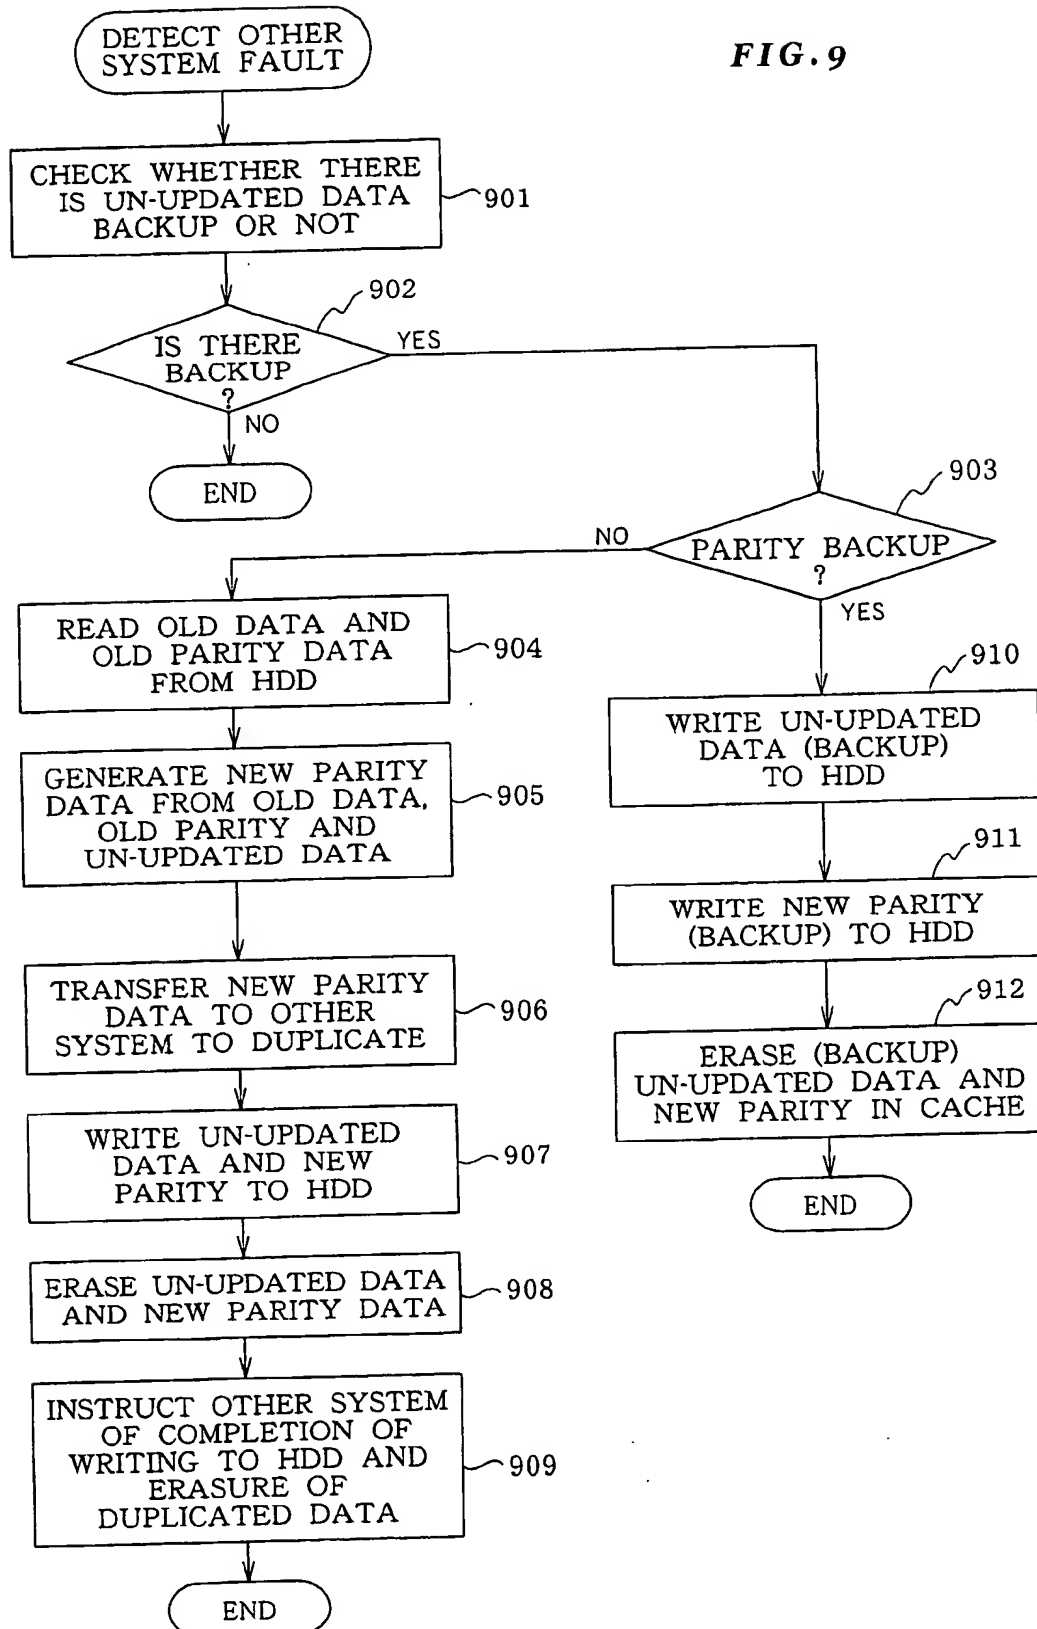 DETECT OTHER
SYSTEM FAULT
FIG. 9
CHECK WHETHER THERE
IS UN-UPDATED DATA
BACKUP OR NOT
901
902
IS THERE
BACKUP
?
YES
NO
END
903
PARITY BACKUP
?
NO
YES
READ OLD DATA AND
OLD PARITY DATA
FROM HDD
904
GENERATE NEW PARITY
DATA FROM OLD DATA,
OLD PARITY AND
UN-UPDATED DATA
905
TRANSFER NEW PARITY
DATA TO OTHER
SYSTEM TO DUPLICATE
906
WRITE UN-UPDATED
DATA AND NEW
PARITY TO HDD
907
ERASE UN-UPDATED DATA
AND NEW PARITY DATA
908
INSTRUCT OTHER SYSTEM
OF COMPLETION OF
WRITING TO HDD AND
ERASURE OF
DUPLICATED DATA
909
END
910
WRITE UN-UPDATED
DATA (BACKUP)
TO HDD
911
WRITE NEW PARITY
(BACKUP) TO HDD
912
ERASE (BACKUP)
UN-UPDATED DATA AND
NEW PARITY IN CACHE
END